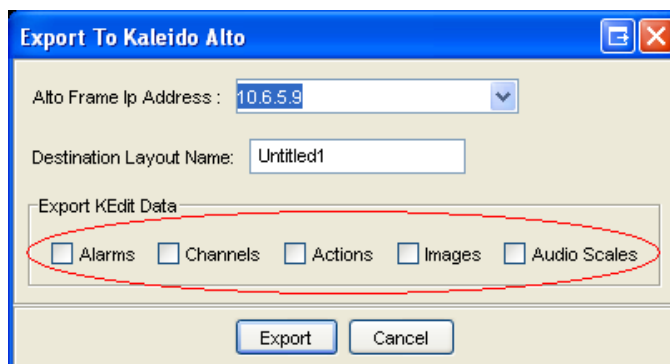 Export To Kaleido Alto
Alto Frame Ip Address : 10.6.5.9
Destination Layout Name: Untitled1
Export KEdit Data
Alarms Channels Actions Images Audio Scales
Export Cancel